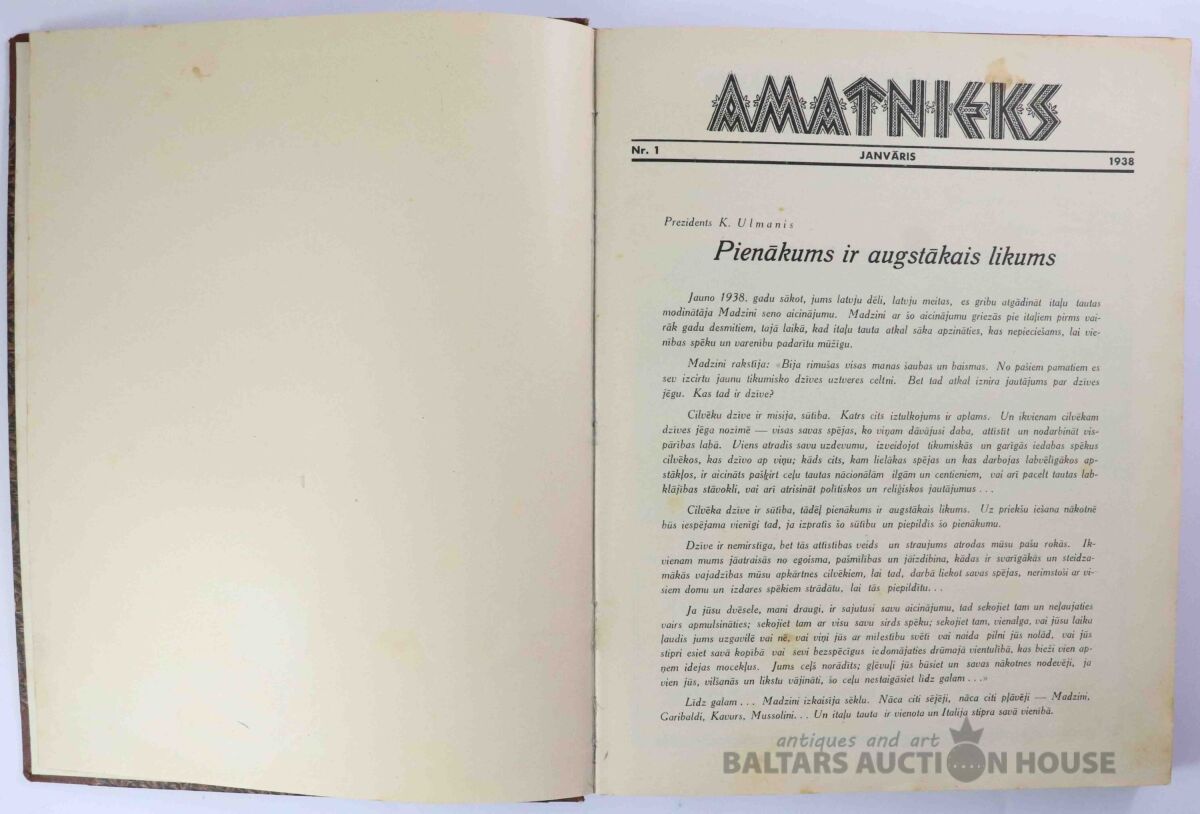 AMATNIEKS
Nr. 1 JANVĀRIS 1938
Prezidents K. Ulmanis
Pienākums ir augstākais likums
Jauno 1938. gadu sākot, jums latvju dēli, latvju meitas, es gribu atgādināt itaļu tautas
modinātāja Madzini seno aicinājumu. Madzini ar šo aicinājumu griezās pie itaļiem pirms vai-
rāk gadu desmitiem, tajā laikā, kad itaļu tauta atkal sāka apzināties, kas nepieciešams, lai vie-
nības spēku un varenību padarītu mūžīgu.
Madzini rakstīja: «Bija rimušas visas manas šaubas un baismas. No pašiem pamatiem es
sev izcirtu jaunu tikumisko dzīves uztveres celtni. Bet tad atkal iznira jautājums par dzīves
jēgu. Kas tad ir dzīve?
Cilvēku dzīve ir misija, sūtība. Katrs cits iztulkojums ir aplams. Un ikvienam cilvēkam
dzīves jēga nozīmē — visas savas spējas, ko viņam dāvājusi daba, attīstīt un nodarbināt vis-
pārības labā. Viens atradīs savu uzdevumu, izveidojot tikumiskās un garīgās iedabas spēkus
cilvēkos, kas dzīvo ap viņu; kāds cits, kam lielākas spējas un kas darbojas labvēlīgākos ap-
stākļos, ir aicināts pašķirt ceļu tautas nācionālām ilgām un centieniem, vai arī pacelt tautas lab-
klājības stāvokli, vai arī atrisināt politiskos un reliģiskos jautājumus . . .
Cilvēka dzīve ir sūtība, tādēļ pienākums ir augstākais likums. Uz priekšu iešana nākotnē
būs iespējama vienīgi tad, ja izpratīs šo sūtību un piepildīs šo pienākumu.
Dzīve ir nemirstīga, bet tās attīstības veids un straujums atrodas mūsu pašu rokās. Ik-
vienam mums jāatraisās no egoisma, pašmīlības un jāizdibina, kādas ir svarīgākās un steidza-
mākās vajadzības mūsu apkārtnes cilvēkiem, lai tad, darbā liekot savas spējas, nerimstoši ar vi-
siem domu un izdares spēkiem strādātu, lai tās piepildītu. . .
Ja jūsu dvēsele, mani draugi, ir sajutusi savu aicinājumu, tad sekojiet tam un neļaujaties
vairs apmulsināties; sekojiet tam ar visu savu sirds spēku; sekojiet tam, vienalga, vai jūsu laiku
ļaudis jums uzgavilē vai nē, vai viņi jūs ar mīlestību svētī vai naida pilni jūs nolād, vai jūs
stipri esiet savā kopībā vai sevi bezspēcīgus iedomājaties drūmajā vientulībā, kas bieži vien ap-
ņem idejas mocekļus. Jums ceļš norādīts; gļēvuļi jūs būsiet un savas nākotnes nodevēji, ja
vien jūs, vilšanās un likstu vājināti, šo ceļu nestaigāsiet līdz galam . . .»
Līdz galam . . . Madzini izkaisīja sēklu. Nāca citi sējēji, nāca citi pļāvēji — Madzini,
Garibaldi, Kavurs, Mussolini. . . Un itaļu tauta ir vienota un Italija stipra savā vienībā.
antiques and art
BALTARS AUCTION HOUSE